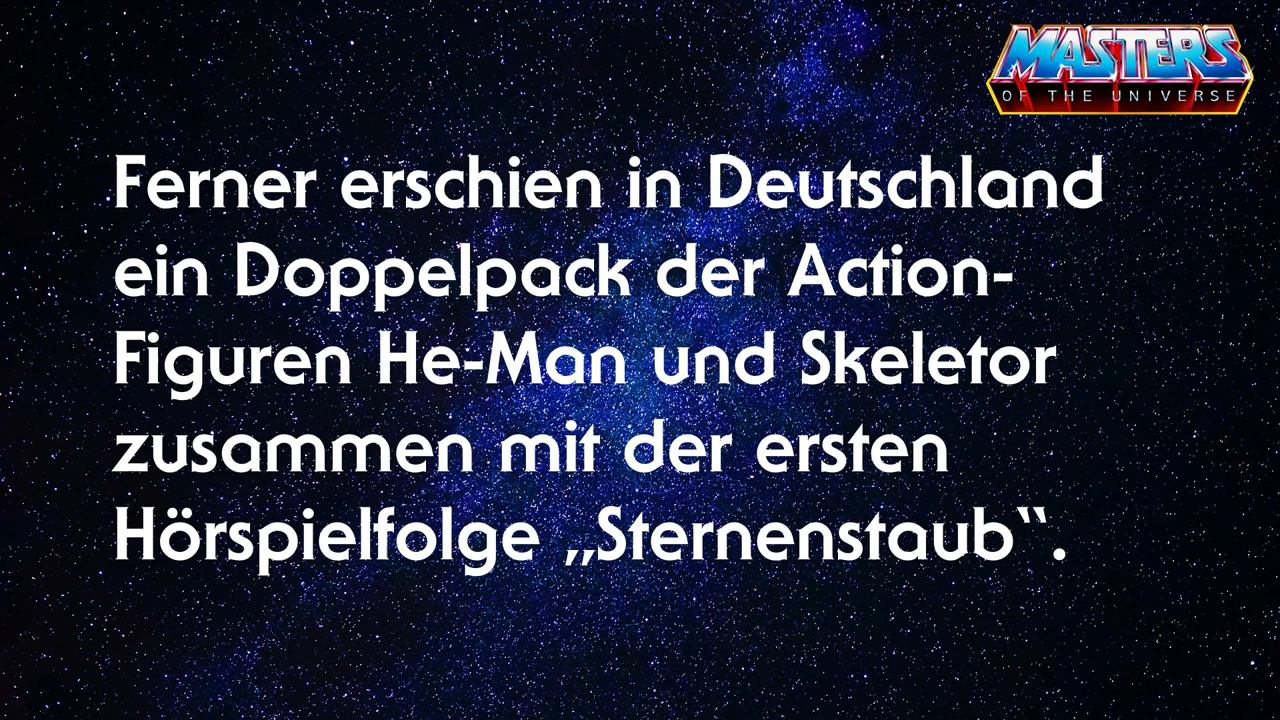 MASTERS
OF THE UNIVERSE
Ferner erschien in Deutschland
ein Doppelpack der Action-
Figuren He-Man und Skeletor
zusammen mit der ersten
Hörspielfolge „Sternenstaub“.